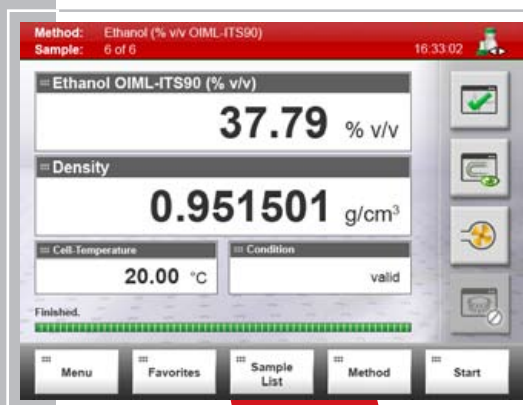 Method: Ethanol (% v/v OIML-ITS90)
Sample: 6 of 6
16:33:02
Ethanol OIML-ITS90 (% v/v)
37.79 % v/v
Density
0.951501 g/cm³
Cell-Temperature
20.00 °C
Condition
valid
Finished.
Menu
Favorites
Sample
List
Method
Start